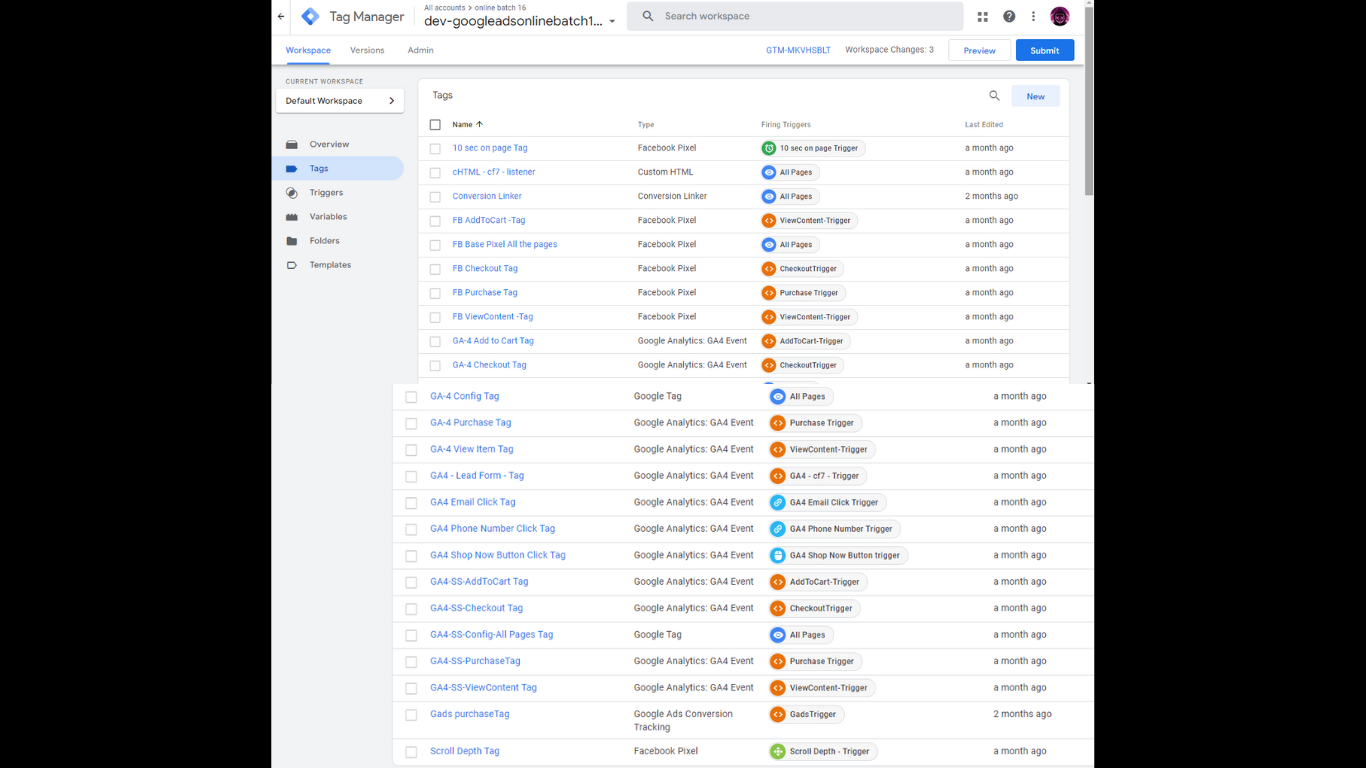 All accounts > online batch 16
Tag Manager
dev-googleadsonlinebatch1...
Search workspace
Workspace Versions Admin
GTM-MKVHSBLT Workspace Changes: 3 Preview Submit
CURRENT WORKSPACE
Default Workspace
Overview
Tags
Triggers
Variables
Folders
Templates
Tags New
Name Type Firing Triggers Last Edited
10 sec on page Tag Facebook Pixel 10 sec on page Trigger a month ago
cHTML - cf7 - listener Custom HTML All Pages a month ago
Conversion Linker Conversion Linker All Pages 2 months ago
FB AddToCart -Tag Facebook Pixel ViewContent-Trigger a month ago
FB Base Pixel All the pages Facebook Pixel All Pages a month ago
FB Checkout Tag Facebook Pixel CheckoutTrigger a month ago
FB Purchase Tag Facebook Pixel Purchase Trigger a month ago
FB ViewContent -Tag Facebook Pixel ViewContent-Trigger a month ago
GA-4 Add to Cart Tag Google Analytics: GA4 Event AddToCart-Trigger a month ago
GA-4 Checkout Tag Google Analytics: GA4 Event CheckoutTrigger a month ago
GA-4 Config Tag Google Tag All Pages a month ago
GA-4 Purchase Tag Google Analytics: GA4 Event Purchase Trigger a month ago
GA-4 View Item Tag Google Analytics: GA4 Event ViewContent-Trigger a month ago
GA4 - Lead Form - Tag Google Analytics: GA4 Event GA4 - cf7 - Trigger a month ago
GA4 Email Click Tag Google Analytics: GA4 Event GA4 Email Click Trigger a month ago
GA4 Phone Number Click Tag Google Analytics: GA4 Event GA4 Phone Number Trigger a month ago
GA4 Shop Now Button Click Tag Google Analytics: GA4 Event GA4 Shop Now Button trigger a month ago
GA4-SS-AddToCart Tag Google Analytics: GA4 Event AddToCart-Trigger a month ago
GA4-SS-Checkout Tag Google Analytics: GA4 Event CheckoutTrigger a month ago
GA4-SS-Config-All Pages Tag Google Tag All Pages a month ago
GA4-SS-PurchaseTag Google Analytics: GA4 Event Purchase Trigger a month ago
GA4-SS-ViewContent Tag Google Analytics: GA4 Event ViewContent-Trigger a month ago
Gads purchaseTag Google Ads Conversion GadsTrigger 2 months ago
Tracking
Scroll Depth Tag Facebook Pixel Scroll Depth - Trigger a month ago